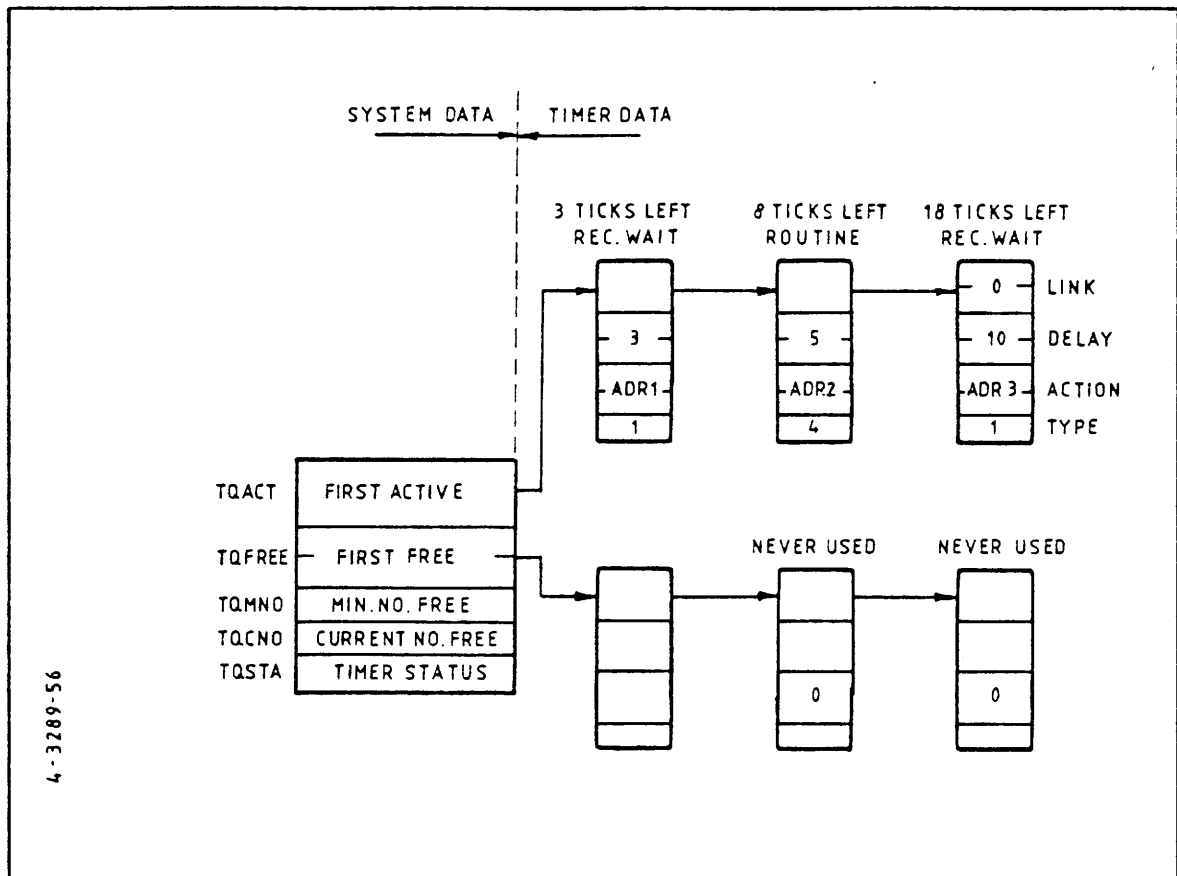 SYSTEM DATA
TIMER DATA
3 TICKS LEFT
REC. WAIT
8 TICKS LEFT
ROUTINE
18 TICKS LEFT
REC. WAIT
0
LINK
3
5
10
DELAY
ADR1
ADR2
ADR 3
ACTION
1
4
1
TYPE
TQACT
FIRST ACTIVE
TQFREE
FIRST FREE
TQMNO
MIN. NO. FREE
TQCNO
CURRENT NO. FREE
TQSTA
TIMER STATUS
NEVER USED
NEVER USED
0
0
4-3289-56